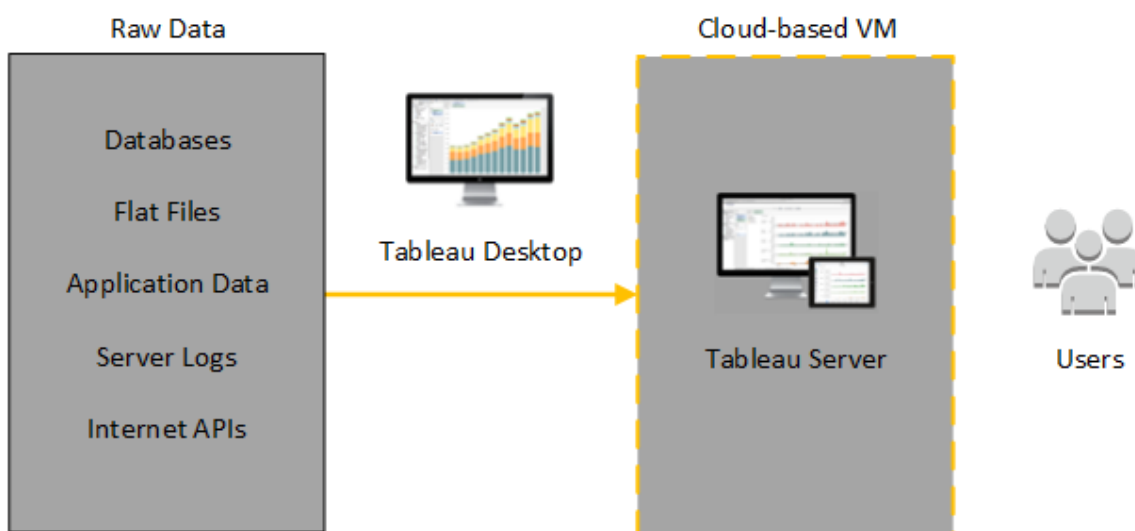 Raw Data
Databases
Flat Files
Application Data
Server Logs
Internet APIs
Tableau Desktop
Cloud-based VM
Tableau Server
Users